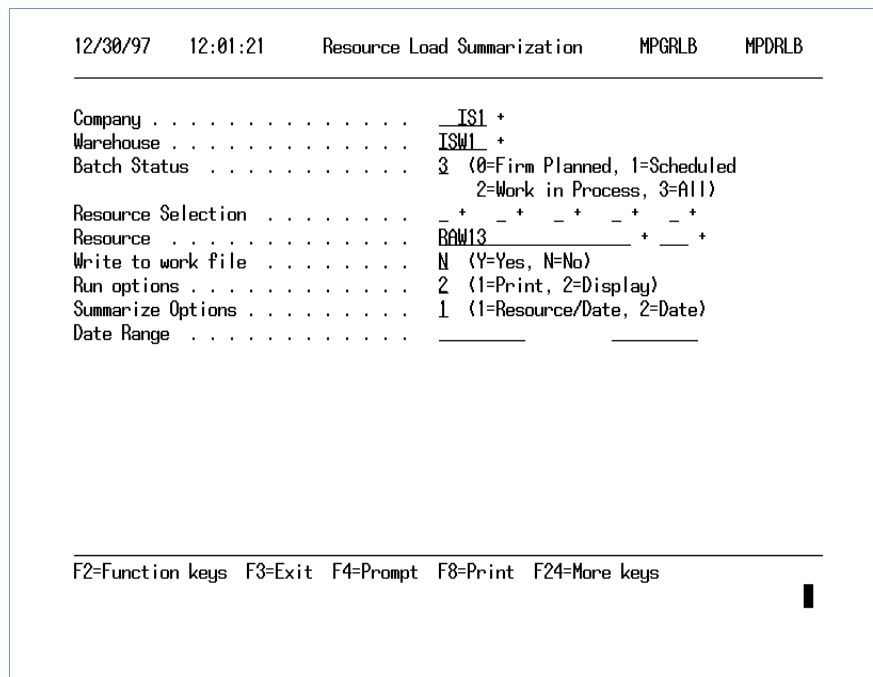 12/30/97 12:01:21 Resource Load Summarization MPGRLB MPDRLB
Company . . . . . . . . . . . . . . IS1 +
Warehouse . . . . . . . . . . . . . ISW1 +
Batch Status . . . . . . . . . . . 3 (0=Firm Planned, 1=Scheduled
2=Work in Process, 3=All)
Resource Selection . . . . . . . . _ + _ + _ + _ + _ +
Resource . . . . . . . . . . . . . RAW13 + ___ +
Write to work file . . . . . . . . N (Y=Yes, N=No)
Run options . . . . . . . . . . . . 2 (1=Print, 2=Display)
Summarize Options . . . . . . . . . 1 (1=Resource/Date, 2=Date)
Date Range . . . . . . . . . . . . _________ _________
F2=Function keys F3=Exit F4=Prompt F8=Print F24=More keys